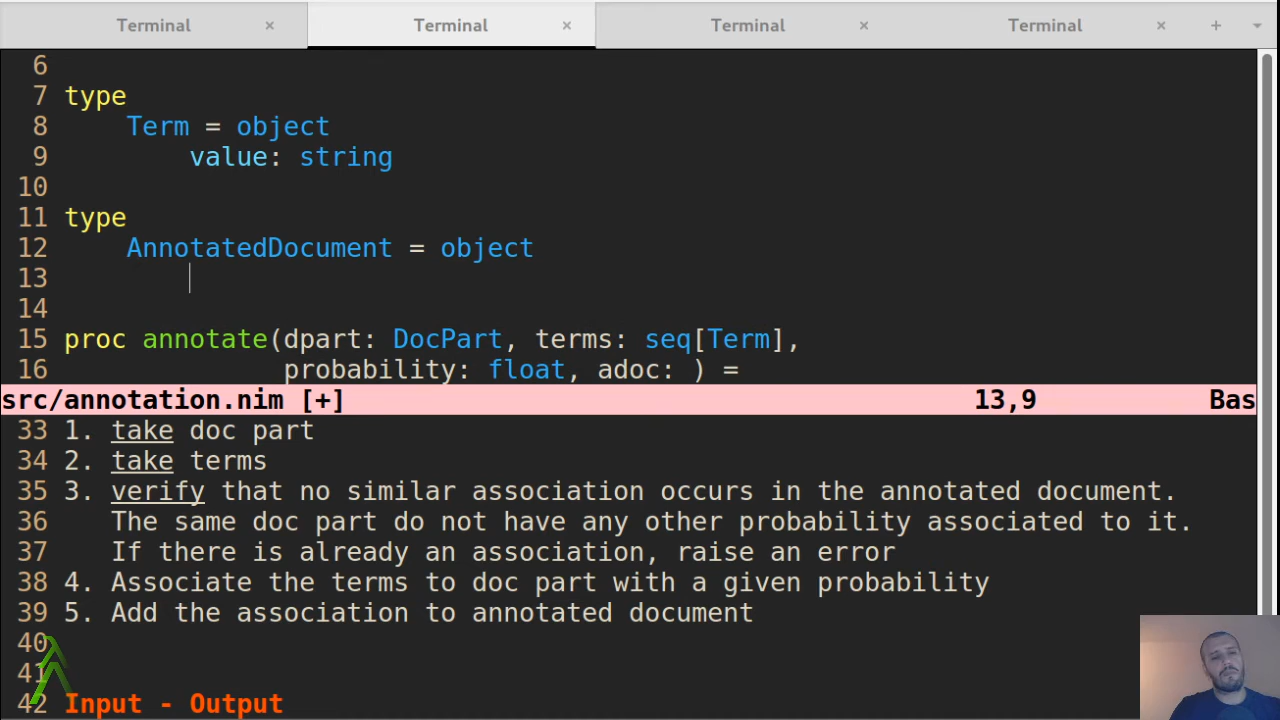 Terminal × Terminal × Terminal × Terminal × +
6
7 type
8 Term = object
9 value: string
10
11 type
12 AnnotatedDocument = object
13
14
15 proc annotate(dpart: DocPart, terms: seq[Term],
16 probability: float, adoc: ) =
src/annotation.nim [+] 13,9 Bas
33 1. take doc part
34 2. take terms
35 3. verify that no similar association occurs in the annotated document.
36 The same doc part do not have any other probability associated to it.
37 If there is already an association, raise an error
38 4. Associate the terms to doc part with a given probability
39 5. Add the association to annotated document
40
41
42 Input - Output